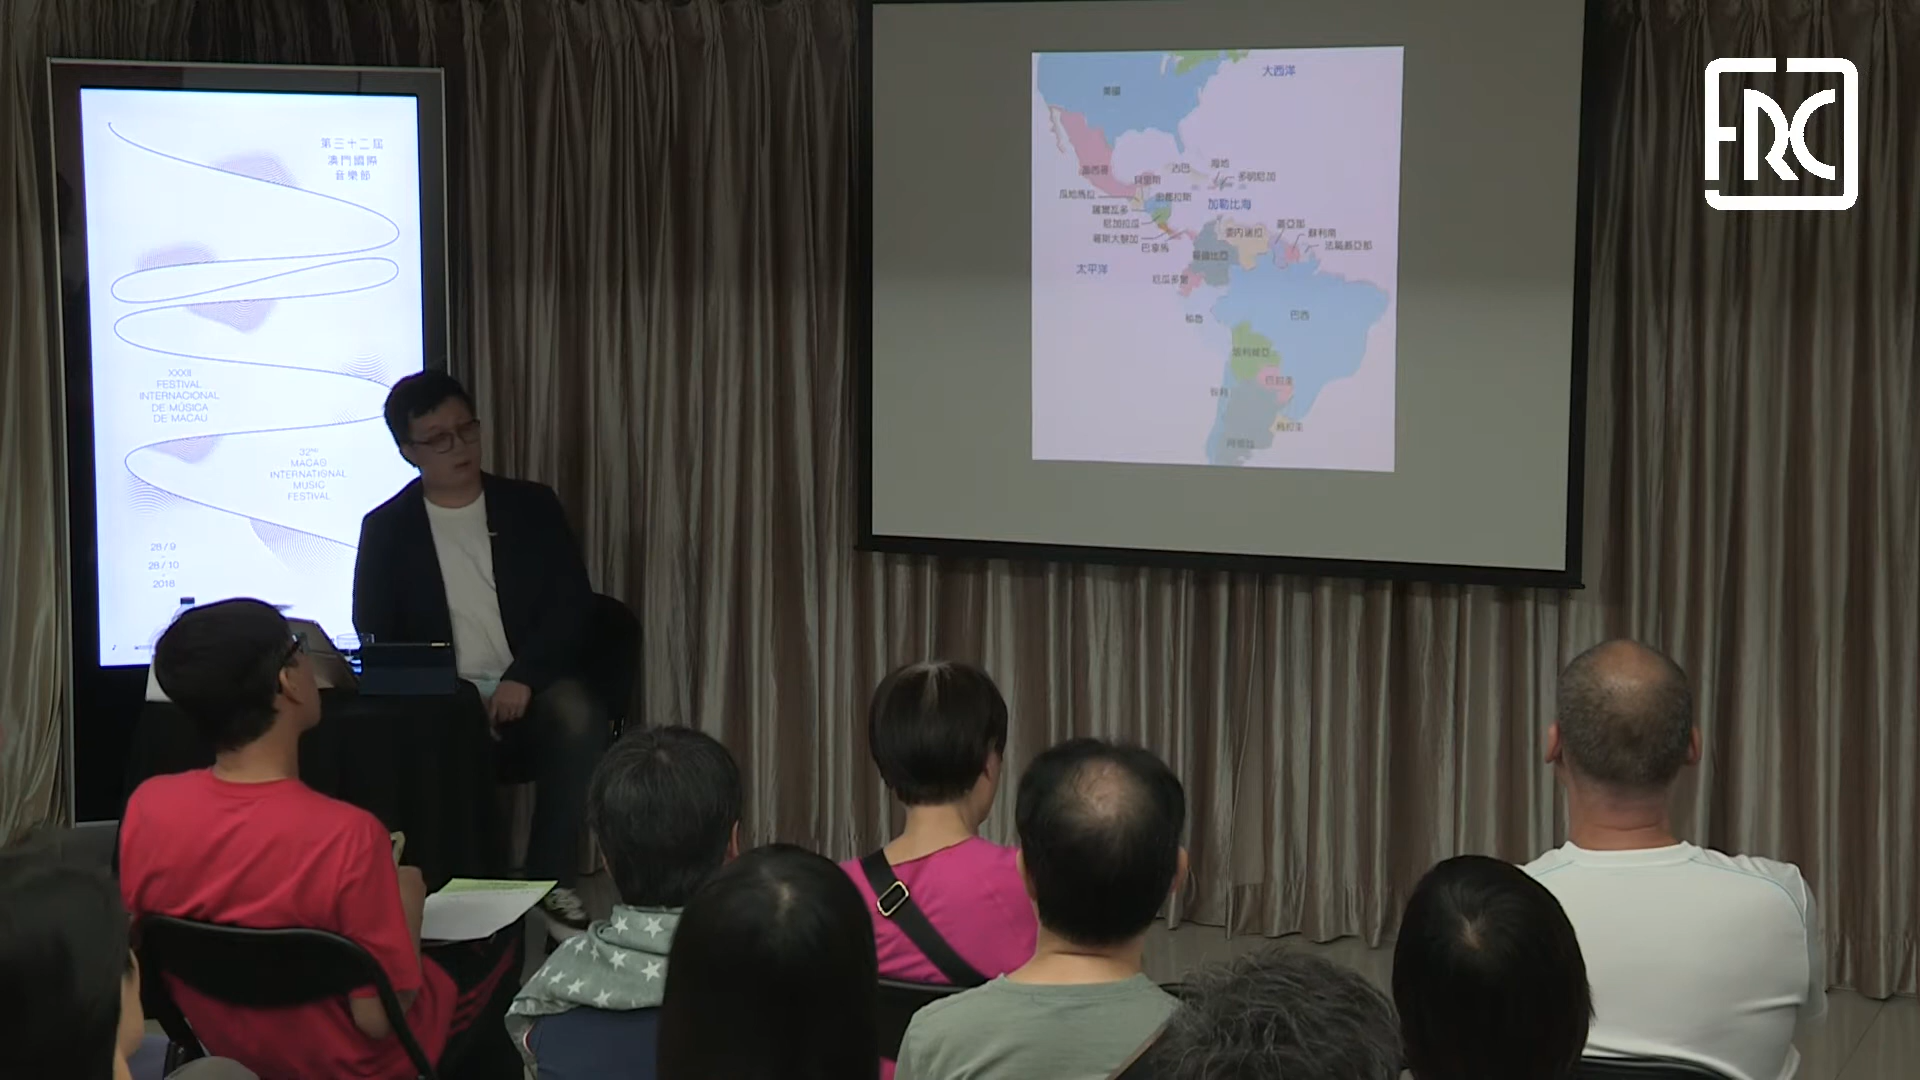 第三十二屆
澳門國際
音樂節
XXXII
FESTIVAL
INTERNACIONAL
DE MÚSICA
DE MACAU
32ND
MACAO
INTERNATIONAL
MUSIC
FESTIVAL
28 / 9
-
28 / 10
-
2018
大西洋
美國
墨西哥
古巴
海地
多明尼加
貝里斯
瓜地馬拉
宏都拉斯
薩爾瓦多
加勒比海
尼加拉瓜
哥斯大黎加
巴拿馬
委內瑞拉
蓋亞那
蘇利南
法屬蓋亞那
哥倫比亞
太平洋
厄瓜多爾
秘魯
巴西
玻利維亞
巴拉圭
智利
烏拉圭
阿根廷
FRC